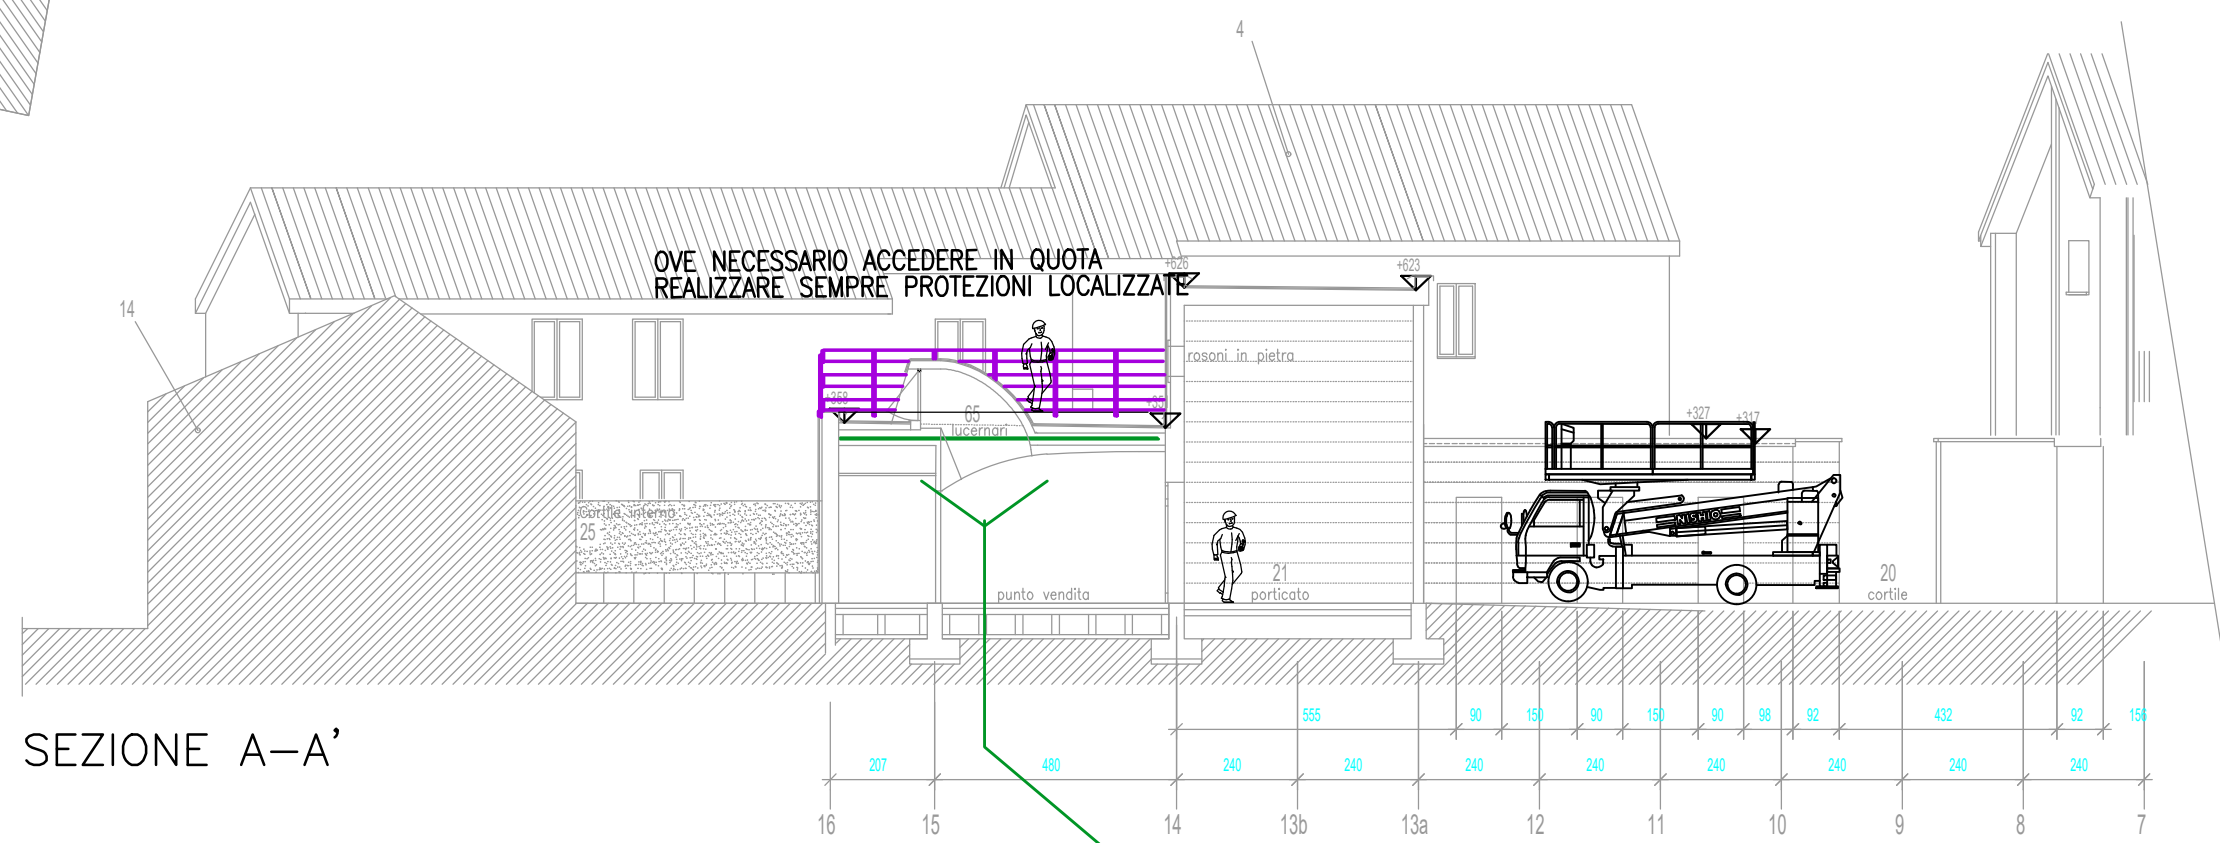 4
OVE NECESSARIO ACCEDERE IN QUOTA
REALIZZARE SEMPRE PROTEZIONI LOCALIZZATE
+626
+623
14
rosoni in pietra
+358
65
lucernari
+327
+317
Cortile interno
25
NISHIO
punto vendita
21
porticato
20
cortile
555 90 150 90 150 90 98 92 432 92 156
SEZIONE A-A'
207 480 240 240 240 240 240 240 240 240
16 15 14 13b 13a 12 11 10 9 8 7